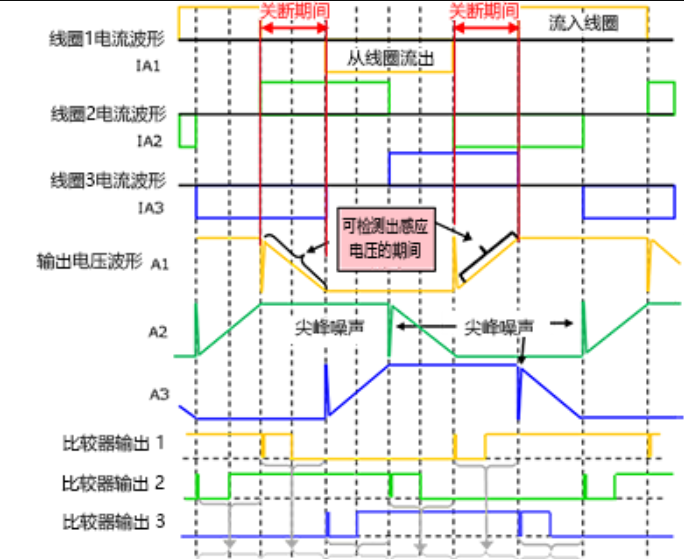 关断期间
关断期间
流入线圈
线圈1电流波形
IA1
从线圈流出
线圈2电流波形
IA2
线圈3电流波形
IA3
可检测出感应
电压的期间
输出电压波形 A1
A2
尖峰噪声
尖峰噪声
A3
比较器输出 1
比较器输出 2
比较器输出 3